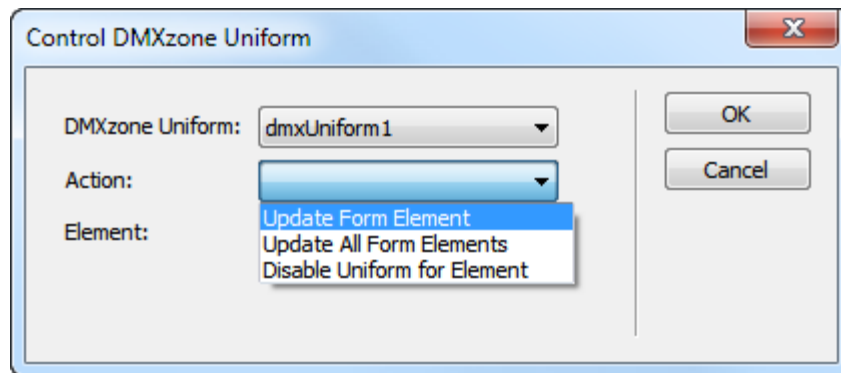 Control DMXzone Uniform
DMXzone Uniform: dmxUniform1
OK
Action:
Cancel
Element:
Update Form Element
Update All Form Elements
Disable Uniform for Element